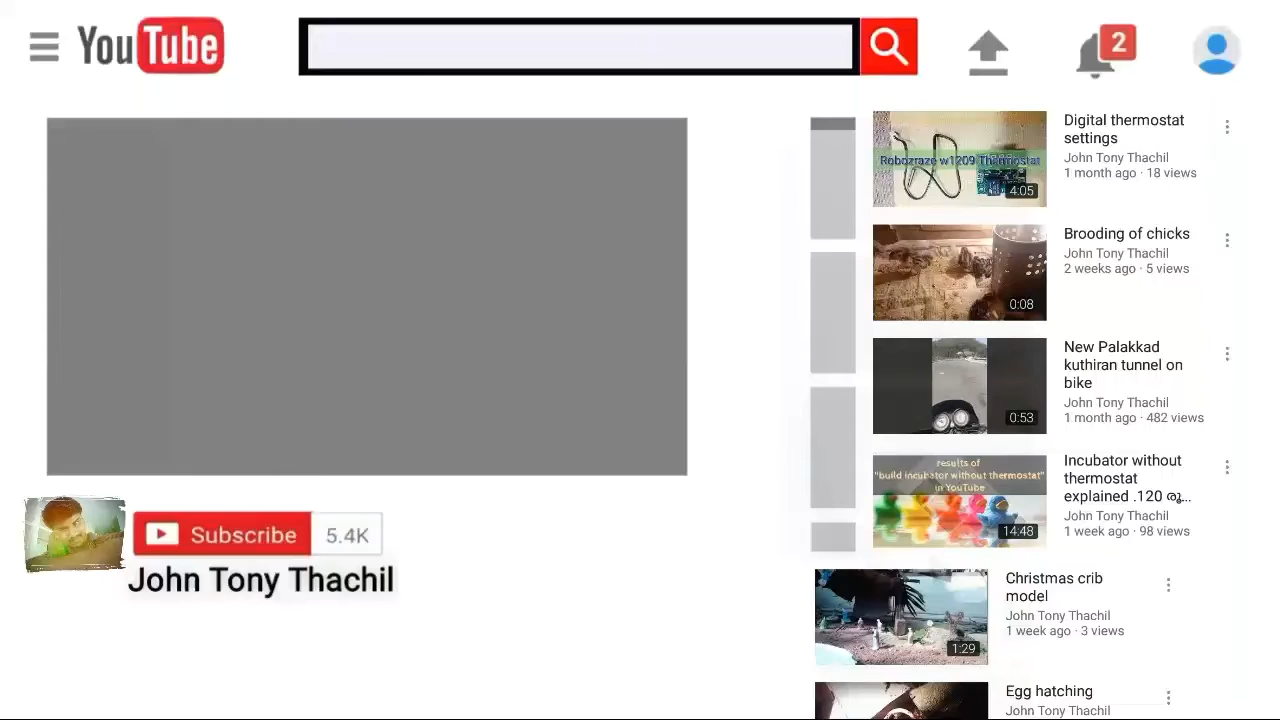 YouTube
2
Digital thermostat
settings
John Tony Thachil
1 month ago · 18 views
Robozraze w1209 Thermostat
4:05
Brooding of chicks
John Tony Thachil
2 weeks ago · 5 views
0:08
New Palakkad
kuthiran tunnel on
bike
John Tony Thachil
1 month ago · 482 views
0:53
Incubator without
thermostat
explained .120 രൂ...
John Tony Thachil
1 week ago · 98 views
results of
"build incubator without thermostat"
in YouTube
14:48
Subscribe 5.4K
John Tony Thachil
Christmas crib
model
John Tony Thachil
1 week ago · 3 views
1:29
Egg hatching
John Tony Thachil